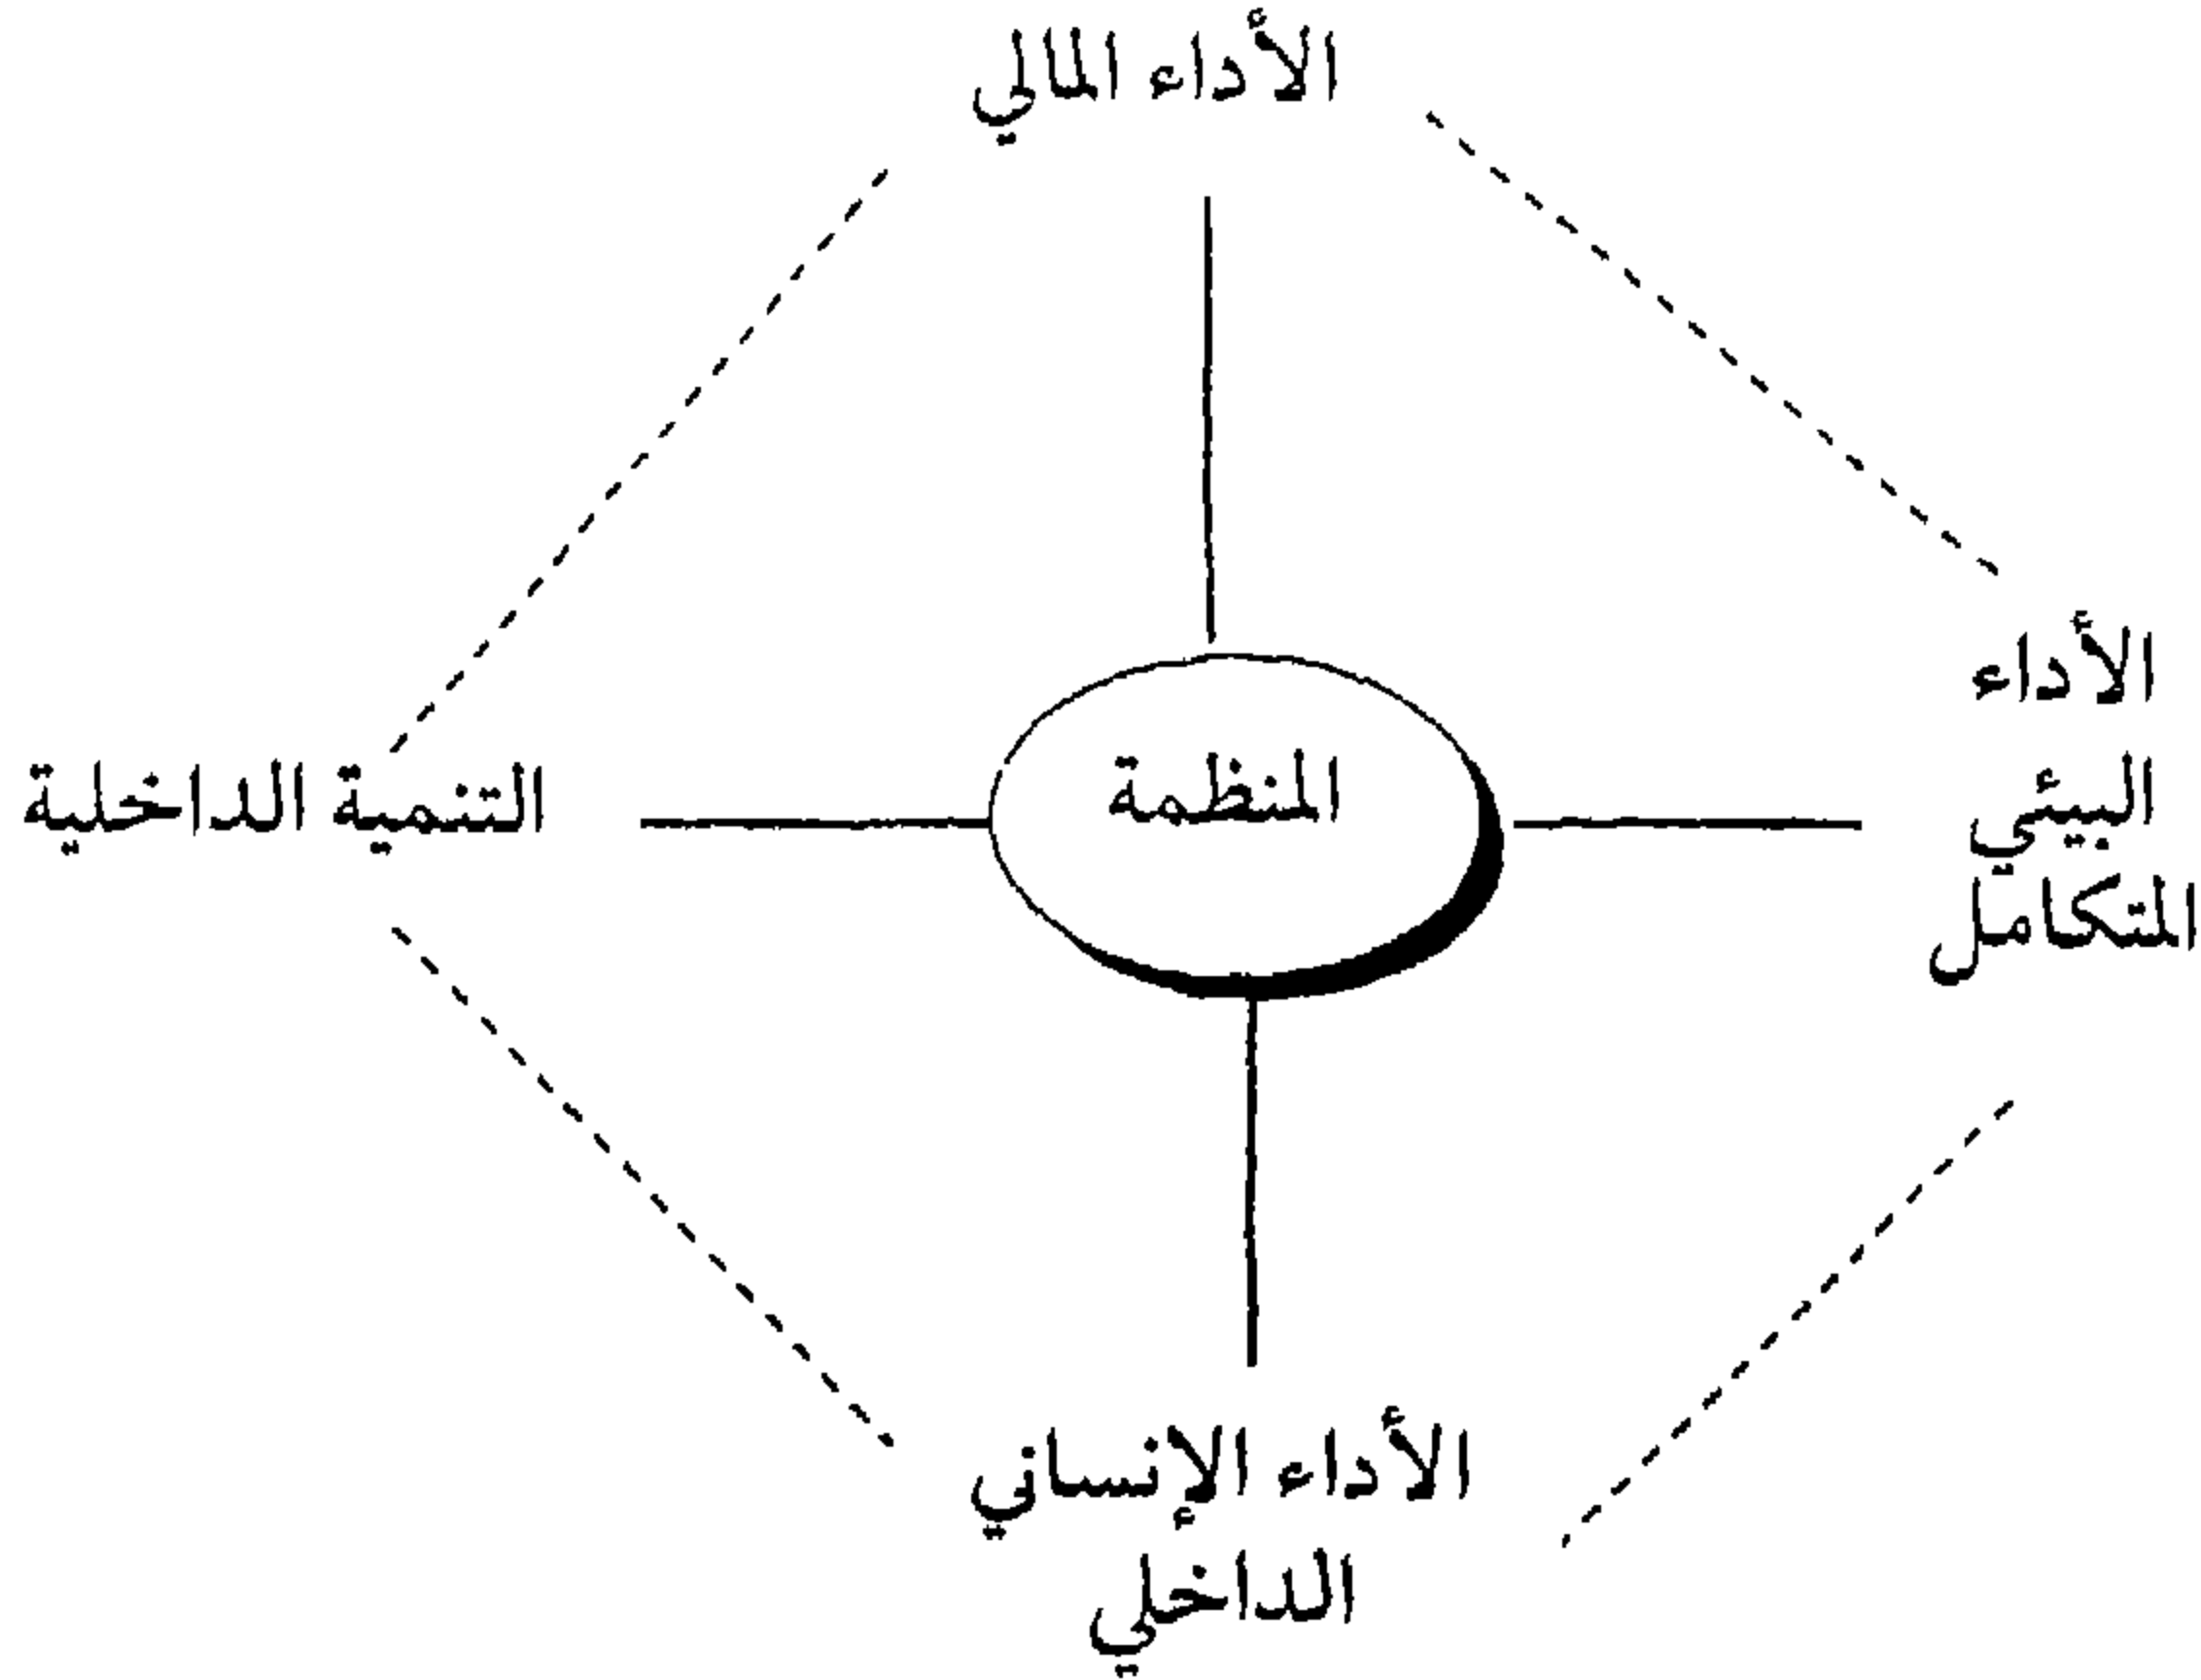 الأداء المالي
الأداء
البيئي
المتكامل
المنظمة
التنمية الداخلية
الأداء الإنساني
الداخلي